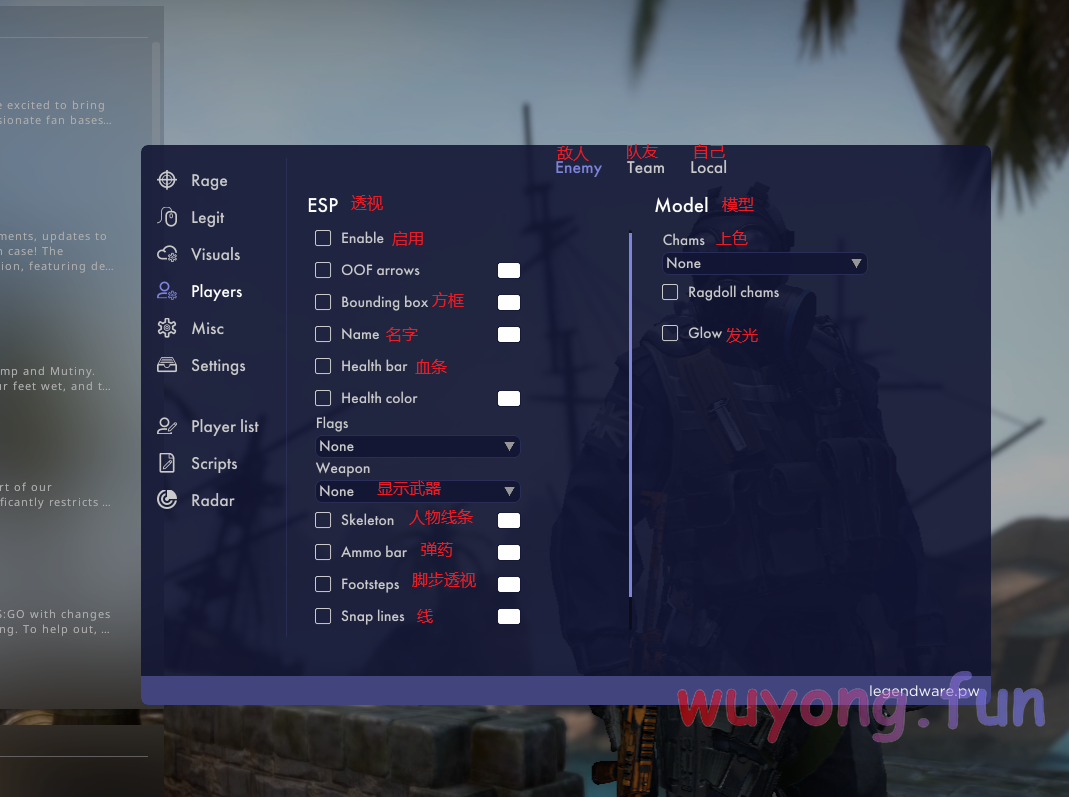 e excited to bring
sionate fan bases…
ments, updates to
n case! The
ion, featuring de…
mp and Mutiny.
ur feet wet, and t…
rt of our
ficantly restricts …
S:GO with changes
ng. To help out, …
Rage
Legit
Visuals
Players
Misc
Settings
Player list
Scripts
Radar
敌人 队友 自己
Enemy Team Local
ESP 透视
Enable 启用
OOF arrows
Bounding box 方框
Name 名字
Health bar 血条
Health color
Flags
None
Weapon
None 显示武器
Skeleton 人物线条
Ammo bar 弹药
Footsteps 脚步透视
Snap lines 线
Model 模型
Chams 上色
None
Ragdoll chams
Glow 发光
legendware.pw
wuyong.fun